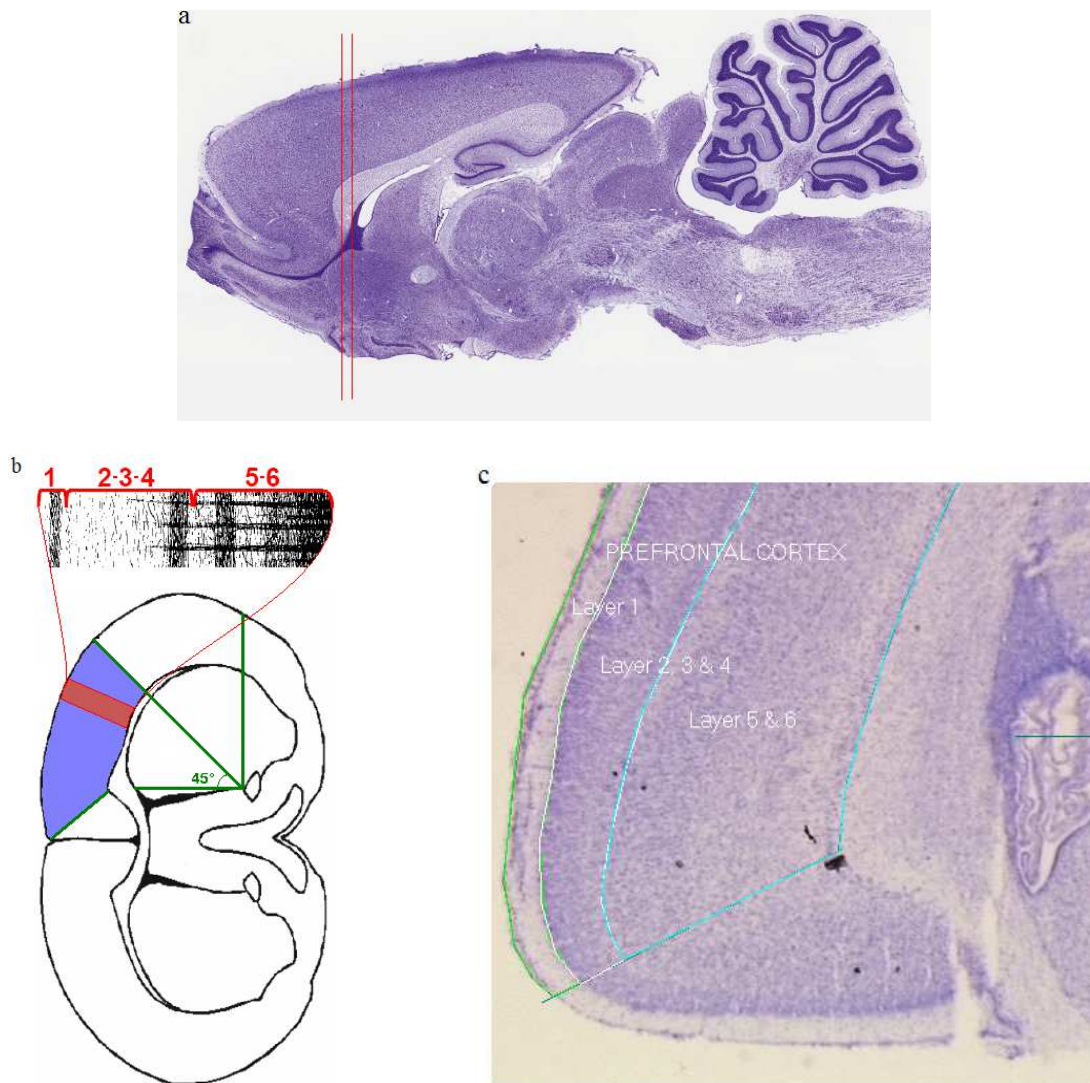 a
b
1 2-3-4 5-6
45°
c
PREFRONTAL CORTEX
Layer 1
Layer 2, 3 & 4
Layer 5 & 6